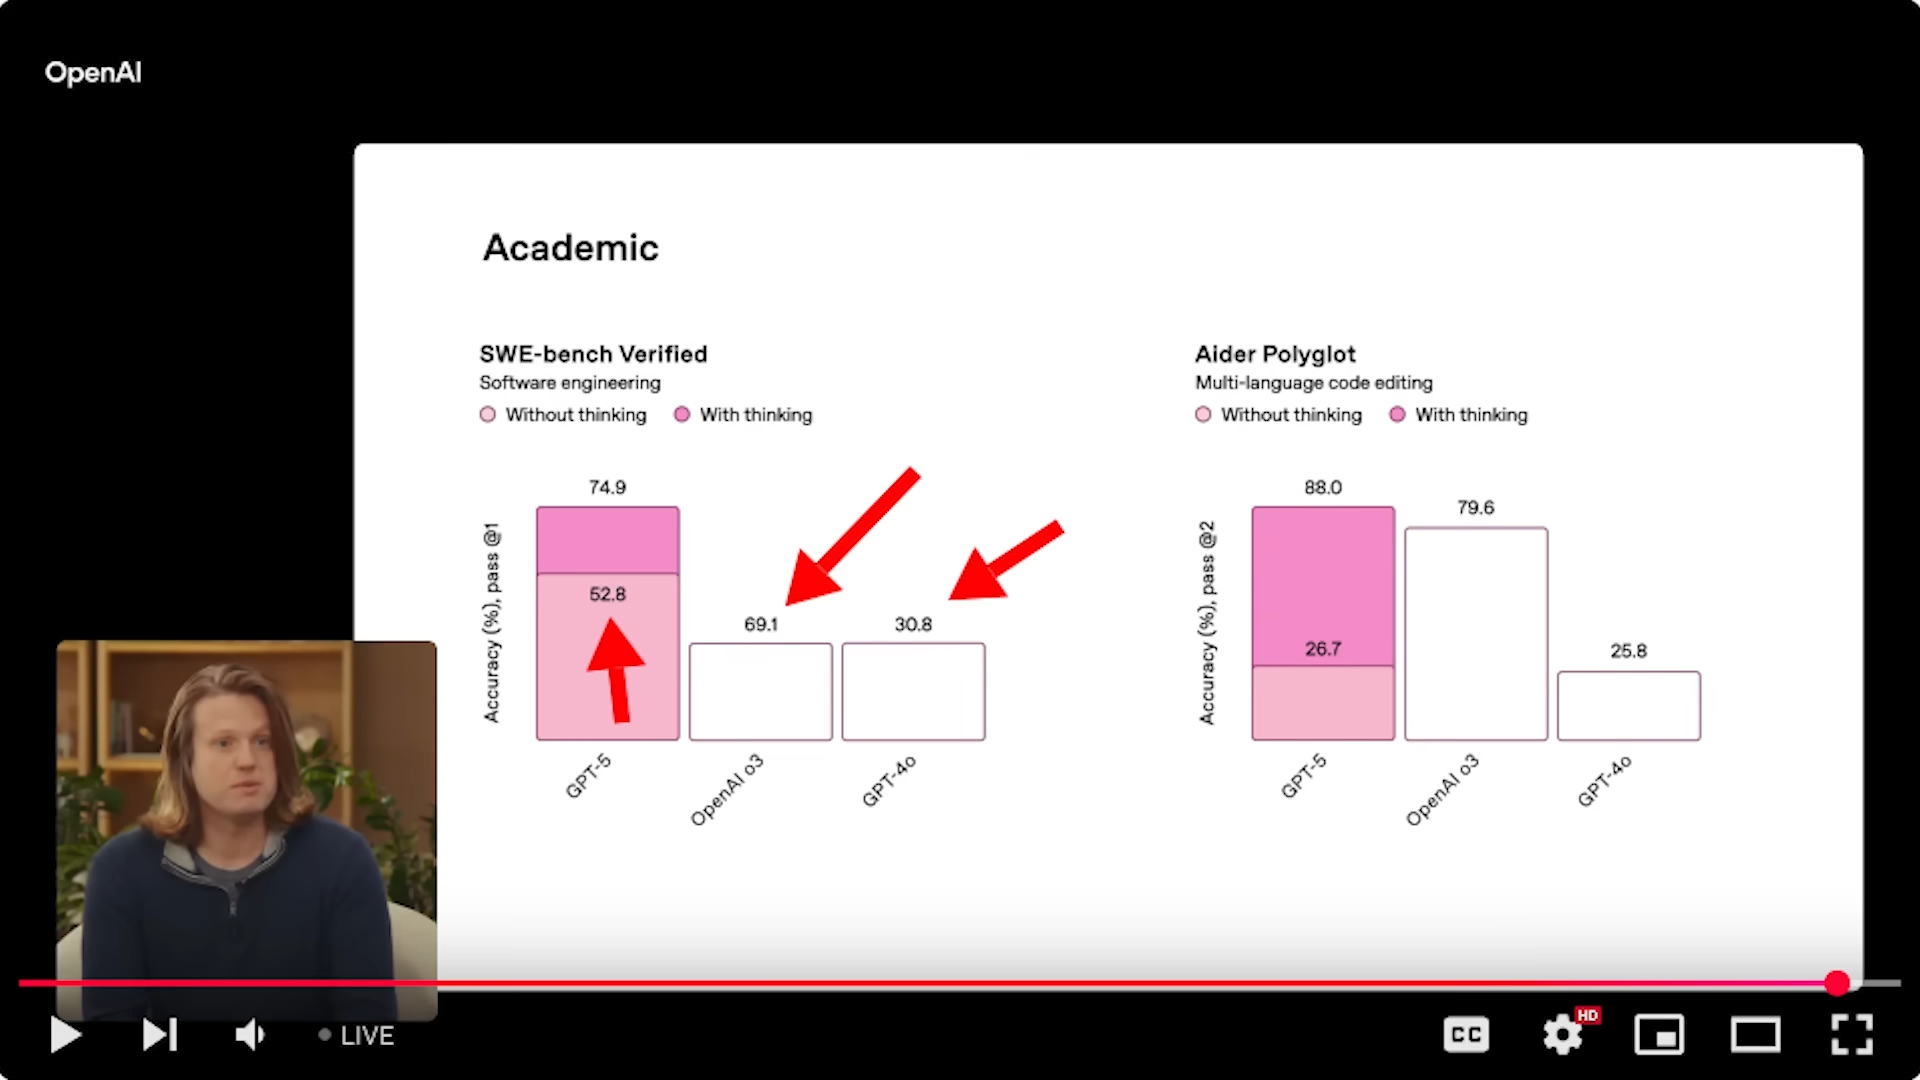 OpenAI
Academic
SWE-bench Verified
Software engineering
Without thinking With thinking
Accuracy (%), pass @1
74.9
52.8
69.1
30.8
GPT-5
OpenAI o3
GPT-4o
Aider Polyglot
Multi-language code editing
Without thinking With thinking
Accuracy (%), pass @2
88.0
26.7
79.6
25.8
GPT-5
OpenAI o3
GPT-4o
LIVE
CC
HD